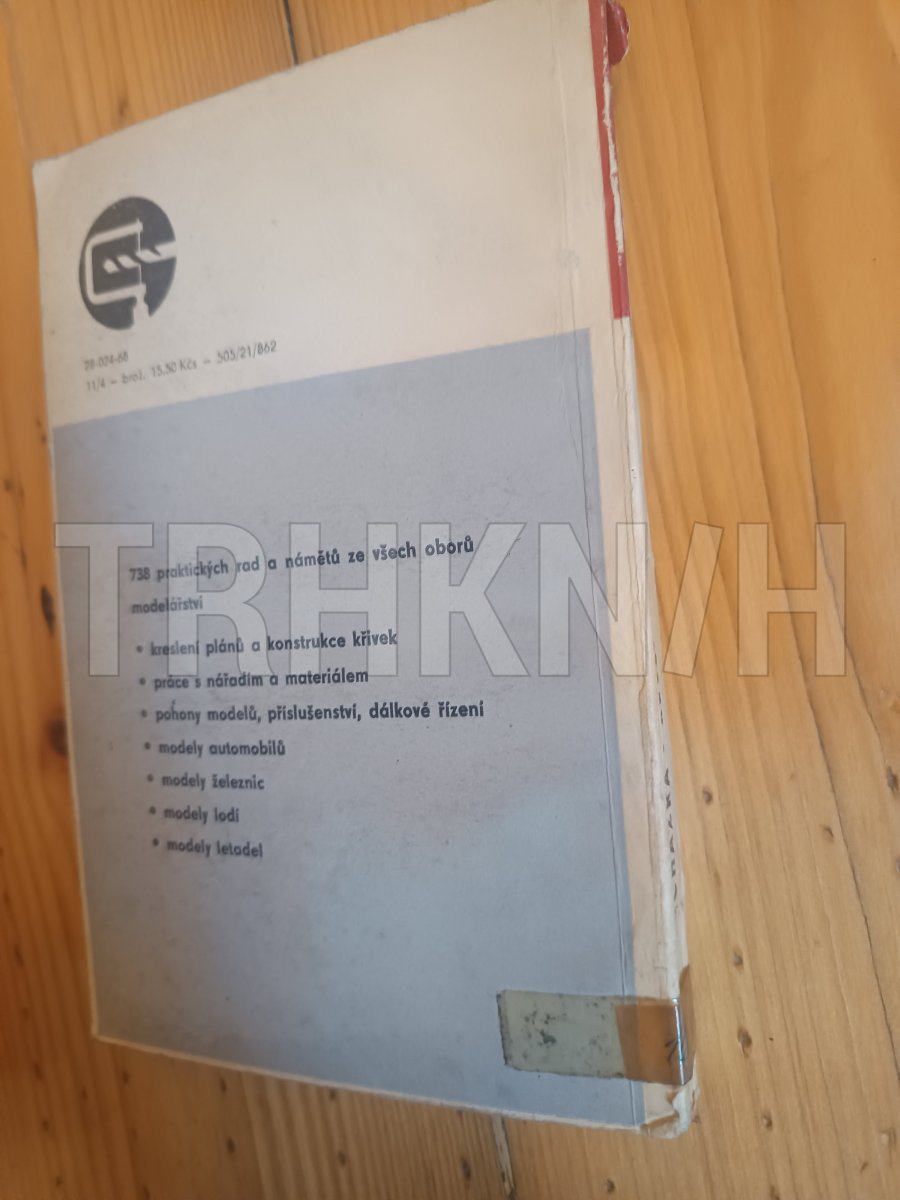 28-024-68
11/4 – brož. 15,50 Kčs – 505/21/862
738 praktických rad a námětů ze všech oborů
modelářství
• kreslení plánů a konstrukce křivek
• práce s nářadím a materiálem
• pohony modelů, příslušenství, dálkové řízení
• modely automobilů
• modely železnic
• modely lodí
• modely letadel
TRHKN/H